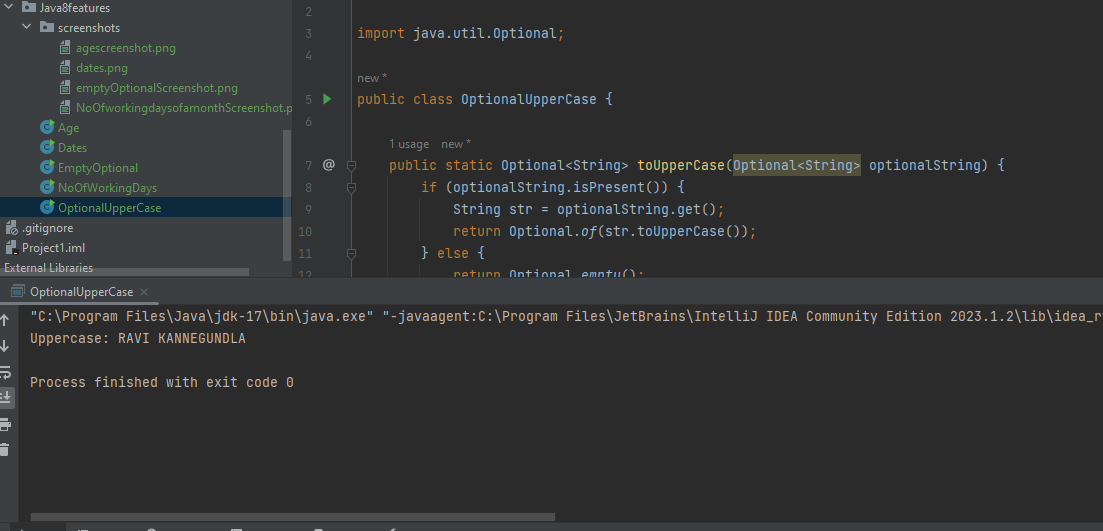 Java8features
screenshots
agescreenshot.png
dates.png
emptyOptionalScreenshot.png
NoOfworkingdaysofamonthScreenshot.p
Age
Dates
EmptyOptional
NoOfWorkingDays
OptionalUpperCase
.gitignore
Project1.iml
External Libraries
2
3 import java.util.Optional;
4
new *
5 public class OptionalUpperCase {
6
1 usage new *
7 @ public static Optional<String> toUpperCase(Optional<String> optionalString) {
8 if (optionalString.isPresent()) {
9 String str = optionalString.get();
10 return Optional.of(str.toUpperCase());
11 } else {
12 return Optional.empty();
OptionalUpperCase
"C:\Program Files\Java\jdk-17\bin\java.exe" "-javaagent:C:\Program Files\JetBrains\IntelliJ IDEA Community Edition 2023.1.2\lib\idea_r
Uppercase: RAVI KANNEGUNDLA
Process finished with exit code 0